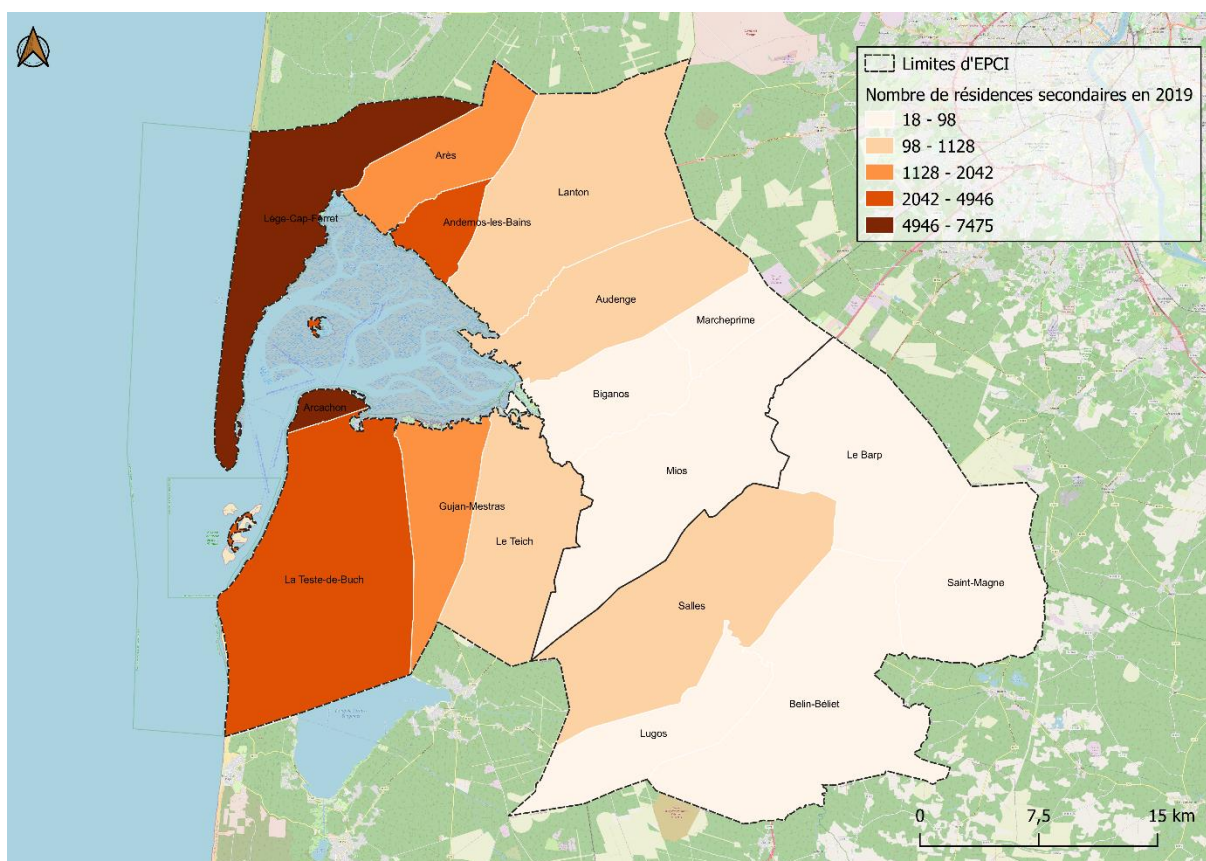 Limites d'EPCI
Nombre de résidences secondaires en 2019
18 - 98
98 - 1128
1128 - 2042
2042 - 4946
4946 - 7475
Arès
Lanton
Lège-Cap-Ferret
Andernos-les-Bains
Audenge
Marcheprime
Biganos
Arcachon
Le Barp
Mios
Gujan-Mestras
Le Teich
La Teste-de-Buch
Saint-Magne
Salles
Belin-Béliet
Lugos
0 7,5 15 km